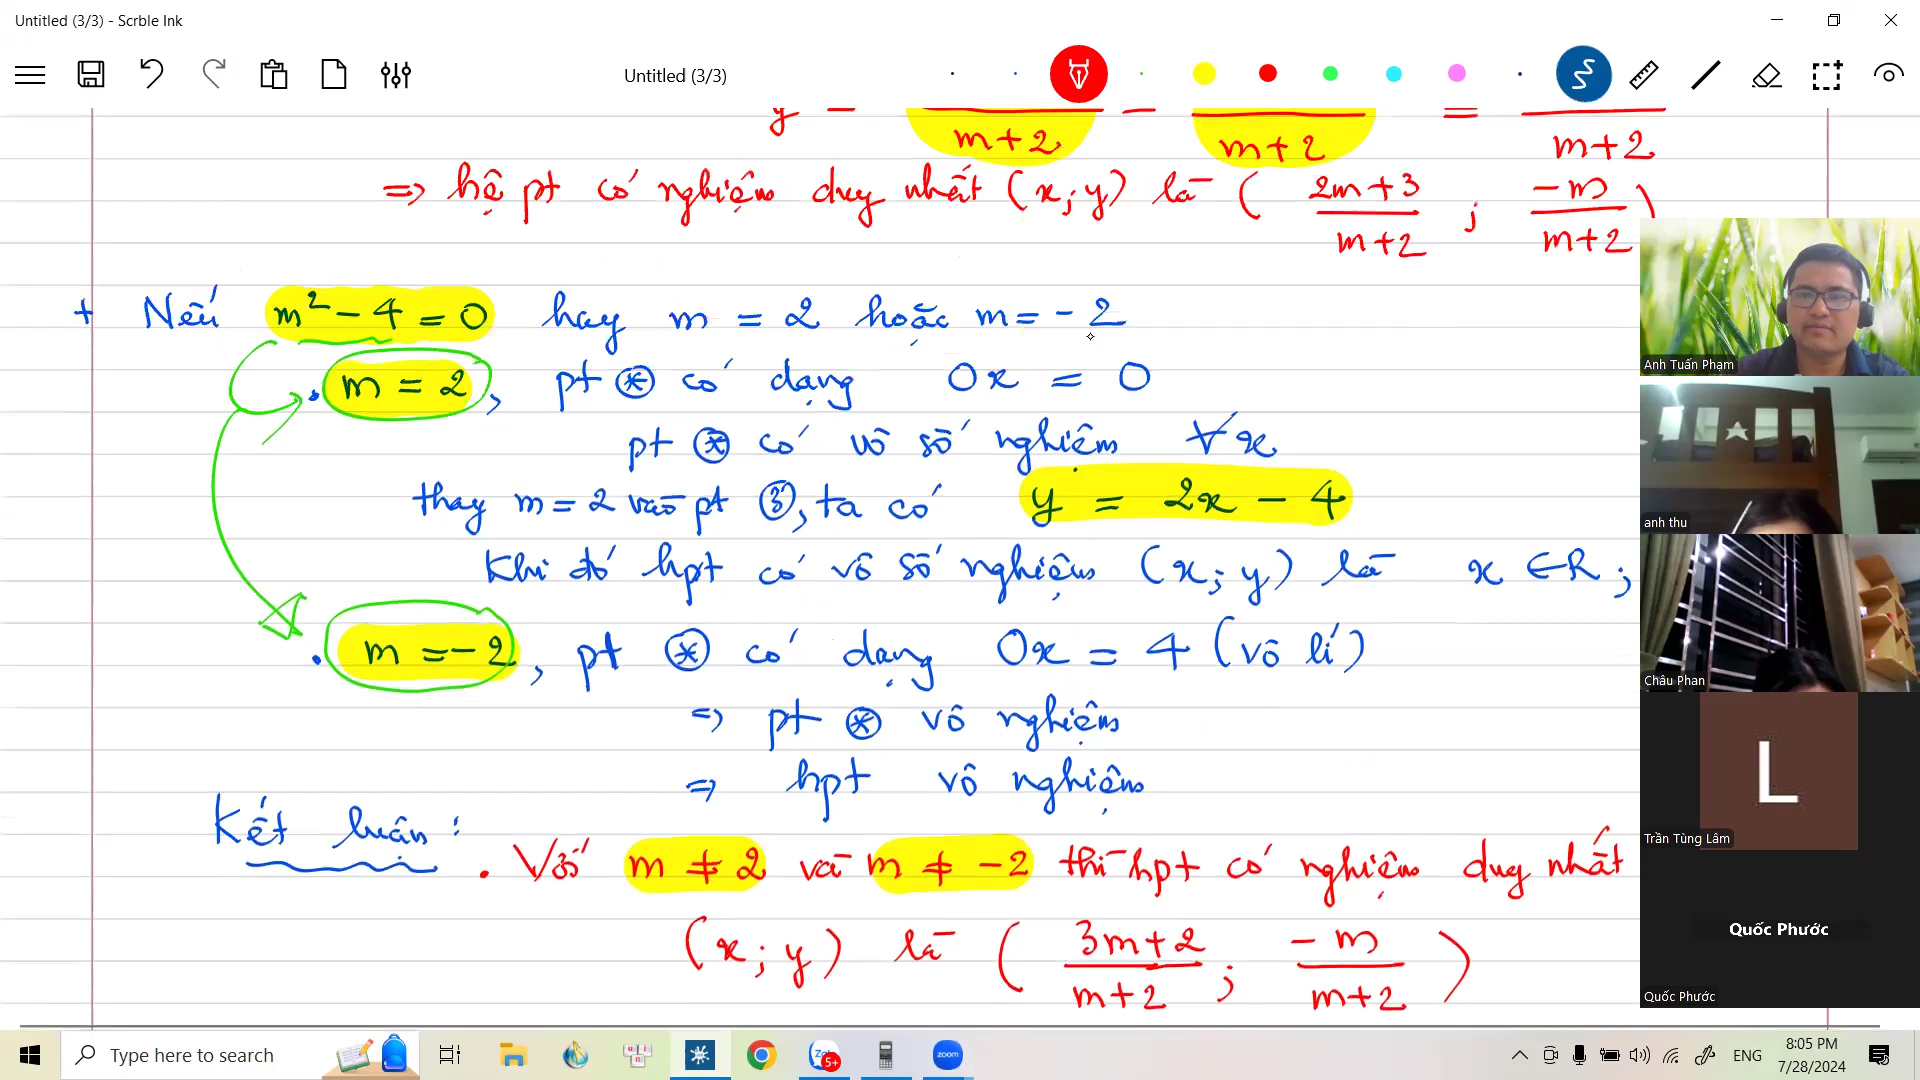 Untitled (3/3) - Scrble Ink
Untitled (3/3)
y = / m+2 - / m+2 = / m+2
=> hệ pt có nghiệm duy nhất (x; y) là ( 2m+3 / m+2 ; -m / m+2 )
+ Nếu m² - 4 = 0 hay m = 2 hoặc m = -2
. m = 2, pt (*) có dạng 0x = 0
pt (*) có vô số nghiệm ∀x
thay m = 2 vào pt (3), ta có y = 2x - 4
Khi đó hpt có vô số nghiệm (x; y) là x ∈ R ;
. m = -2, pt (*) có dạng 0x = 4 (vô lí)
=> pt (*) vô nghiệm
=> hpt vô nghiệm
Kết luận :
. Với m ≠ 2 và m ≠ -2 thì hpt có nghiệm duy nhất
(x; y) là ( 3m+2 / m+2 ; -m / m+2 )
Anh Tuấn Phạm
anh thu
Châu Phan
L
Trần Tùng Lâm
Quốc Phước
Quốc Phước
Type here to search
5+
zoom
ENG
8:05 PM
7/28/2024